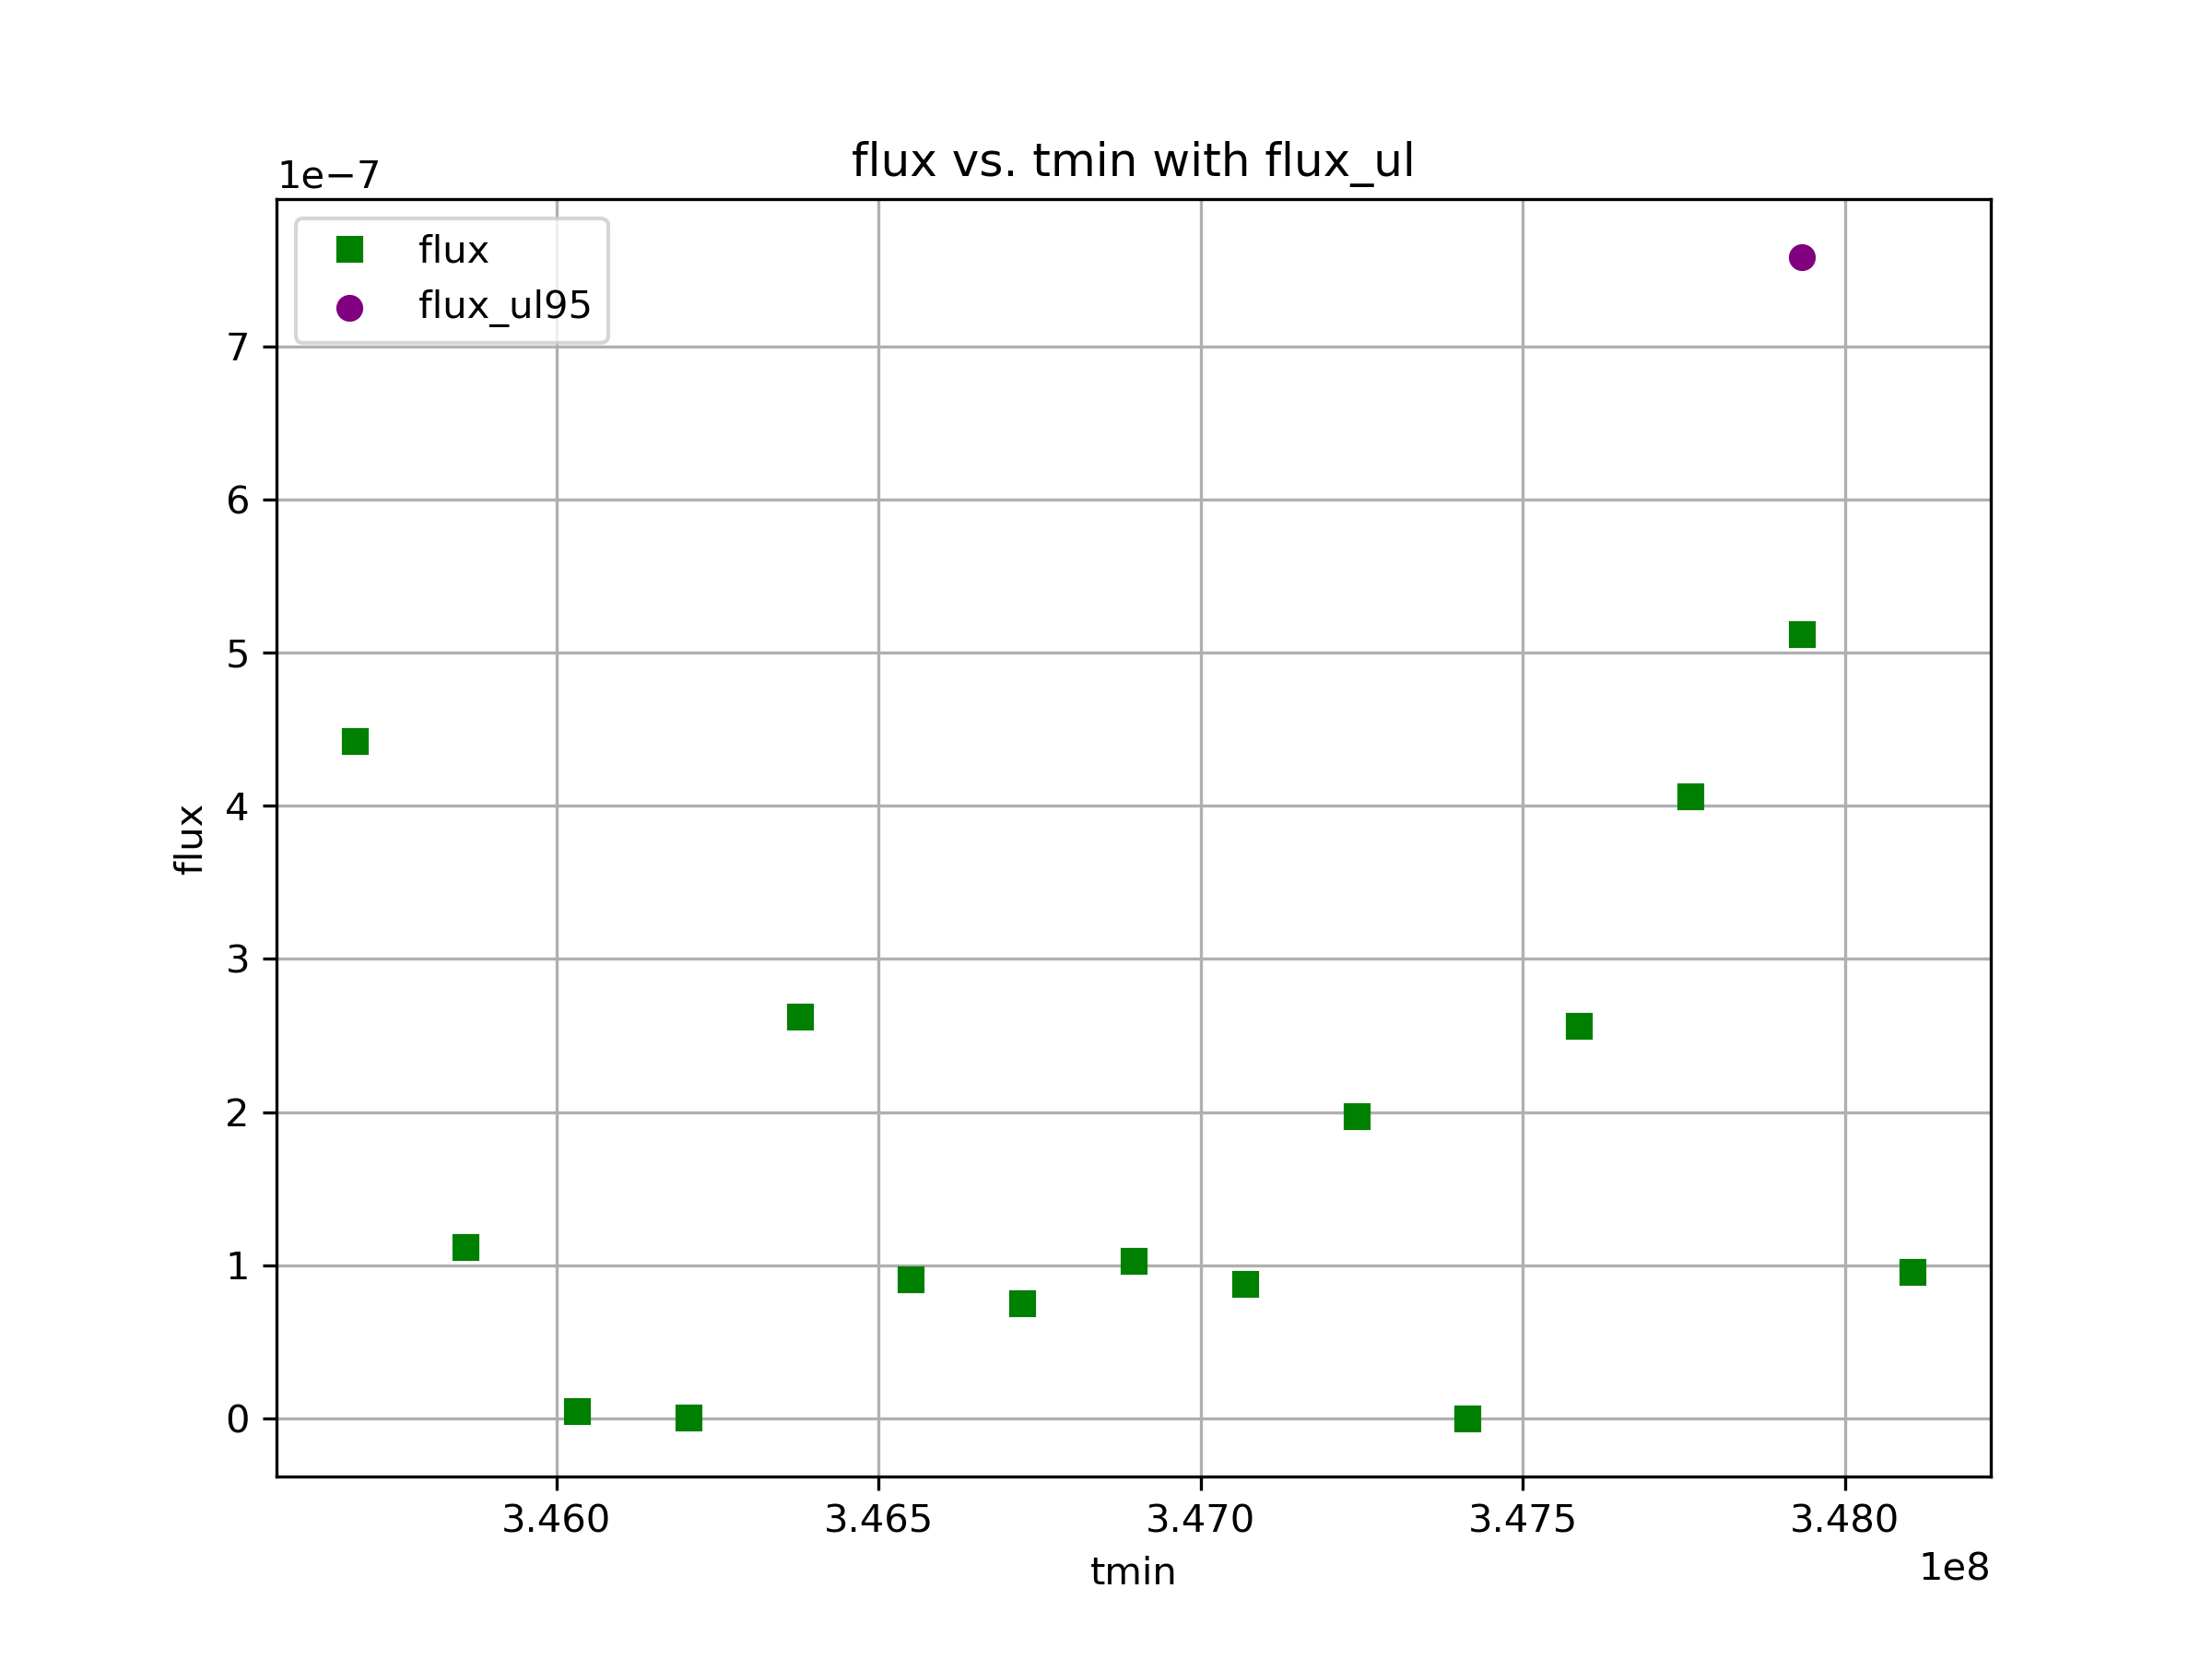 flux vs. tmin with flux_ul
1e−7
flux
flux_ul95
7
6
5
4
3
2
1
0
flux
3.460 3.465 3.470 3.475 3.480
tmin
1e8